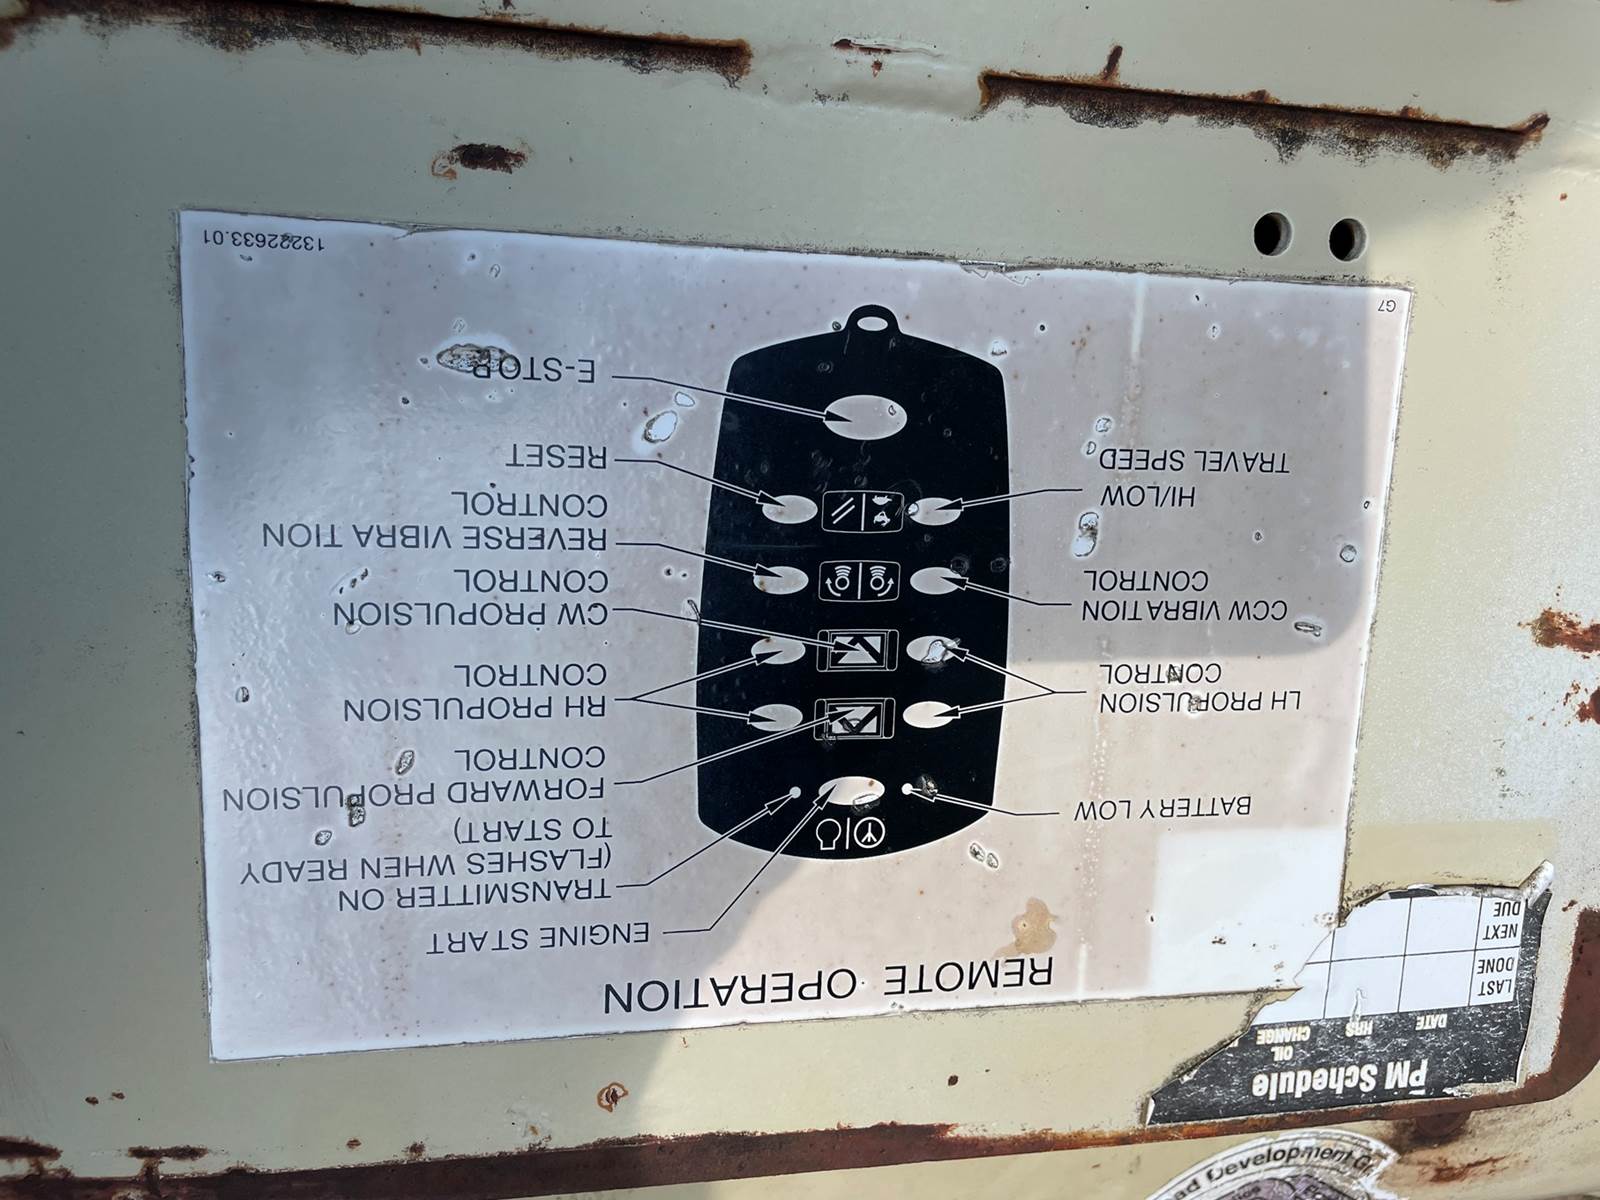 REMOTE OPERATION
ENGINE START
TRANSMITTER ON
(FLASHES WHEN READY
TO START)
FORWARD PROPULSION
CONTROL
RH PROPULSION
CONTROL
CW PROPULSION
CONTROL
REVERSE VIBRATION
CONTROL
RESET
E-STOP
BATTERY LOW
LH PROPULSION
CONTROL
CCW VIBRATION
CONTROL
HI/LOW
TRAVEL SPEED
G7
13222633.01
PM Schedule
DATE
HRS
OIL
CHANGE
LAST
DONE
NEXT
DUE
Development